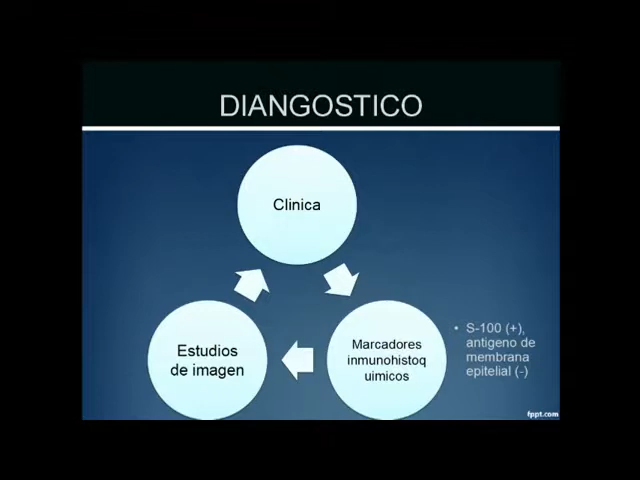 DIANGOSTICO
Clinica
Estudios
de imagen
Marcadores
inmunohistoq
uimicos
• S-100 (+),
antigeno de
membrana
epitelial (-)
fppt.com